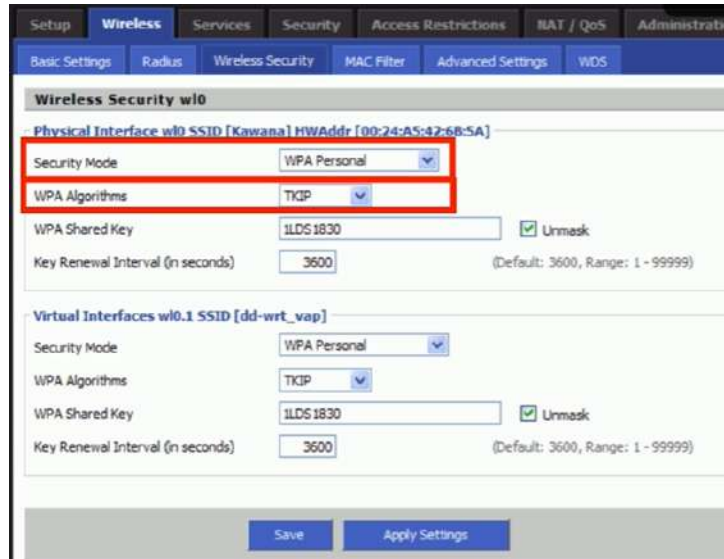 Setup Wireless Services Security Access Restrictions NAT / QoS Administrati
Basic Settings Radius Wireless Security MAC Filter Advanced Settings WDS
Wireless Security wl0
Physical Interface wl0 SSID [Kawana] HWAddr [00:24:A5:42:6B:5A]
Security Mode WPA Personal
WPA Algorithms TKIP
WPA Shared Key 1LDS1830 Unmask
Key Renewal Interval (in seconds) 3600 (Default: 3600, Range: 1 - 99999)
Virtual Interfaces wl0.1 SSID [dd-wrt_vap]
Security Mode WPA Personal
WPA Algorithms TKIP
WPA Shared Key 1LDS1830 Unmask
Key Renewal Interval (in seconds) 3600 (Default: 3600, Range: 1 - 99999)
Save Apply Settings